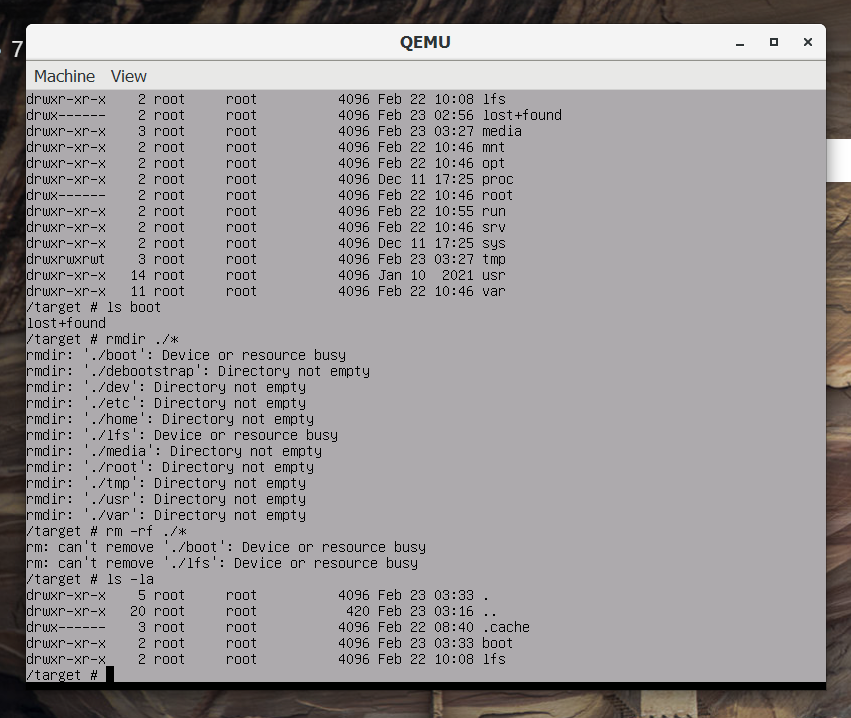 7
QEMU
Machine View
drwxr-xr-x    2 root     root          4096 Feb 22 10:08 lfs
drwx------    2 root     root          4096 Feb 23 02:56 lost+found
drwxr-xr-x    3 root     root          4096 Feb 23 03:27 media
drwxr-xr-x    2 root     root          4096 Feb 22 10:46 mnt
drwxr-xr-x    2 root     root          4096 Feb 22 10:46 opt
drwxr-xr-x    2 root     root          4096 Dec 11 17:25 proc
drwx------    2 root     root          4096 Feb 22 10:46 root
drwxr-xr-x    2 root     root          4096 Feb 22 10:55 run
drwxr-xr-x    2 root     root          4096 Feb 22 10:46 srv
drwxr-xr-x    2 root     root          4096 Dec 11 17:25 sys
drwxrwxrwt    3 root     root          4096 Feb 23 03:27 tmp
drwxr-xr-x   14 root     root          4096 Jan 10  2021 usr
drwxr-xr-x   11 root     root          4096 Feb 22 10:46 var
/target # ls boot
lost+found
/target # rmdir ./*
rmdir: './boot': Device or resource busy
rmdir: './debootstrap': Directory not empty
rmdir: './dev': Directory not empty
rmdir: './etc': Directory not empty
rmdir: './home': Directory not empty
rmdir: './lfs': Device or resource busy
rmdir: './media': Directory not empty
rmdir: './root': Directory not empty
rmdir: './tmp': Directory not empty
rmdir: './usr': Directory not empty
rmdir: './var': Directory not empty
/target # rm -rf ./*
rm: can't remove './boot': Device or resource busy
rm: can't remove './lfs': Device or resource busy
/target # ls -la
drwxr-xr-x    5 root     root          4096 Feb 23 03:33 .
drwxr-xr-x   20 root     root           420 Feb 23 03:16 ..
drwx------    3 root     root          4096 Feb 22 08:40 .cache
drwxr-xr-x    2 root     root          4096 Feb 23 03:33 boot
drwxr-xr-x    2 root     root          4096 Feb 22 10:08 lfs
/target #